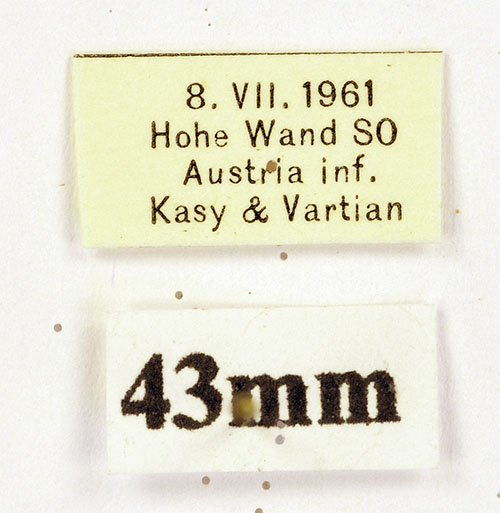 8. VII. 1961
Hohe Wand SO
Austria inf.
Kasy & Vartian
43mm